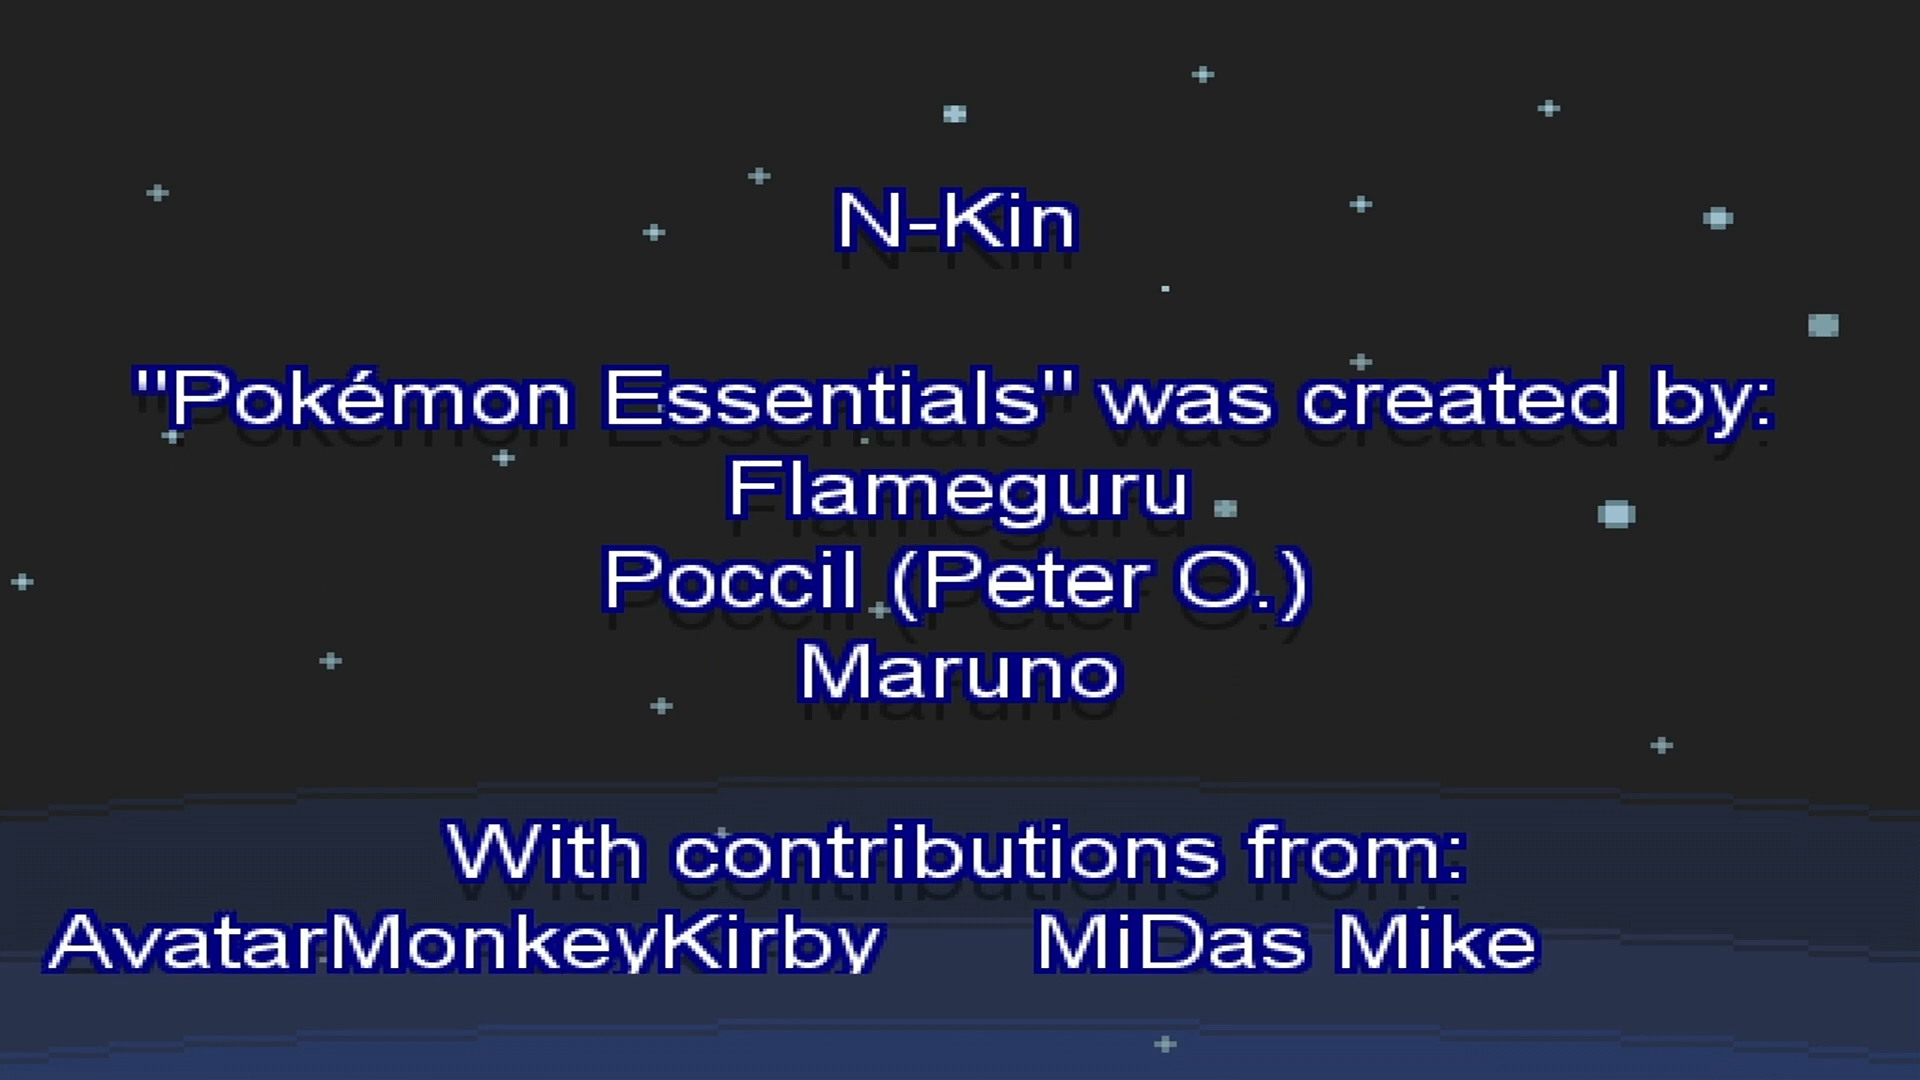 N-Kin
"Pokémon Essentials" was created by:
Flameguru
Poccil (Peter O.)
Maruno
With contributions from:
AvatarMonkeyKirby MiDas Mike